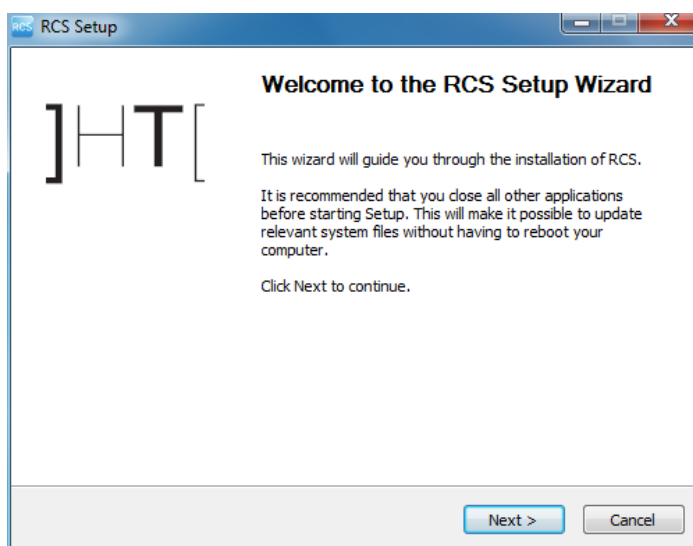 RCS RCS Setup
Welcome to the RCS Setup Wizard
]HT[
This wizard will guide you through the installation of RCS.
It is recommended that you close all other applications
before starting Setup. This will make it possible to update
relevant system files without having to reboot your
computer.
Click Next to continue.
Next >
Cancel